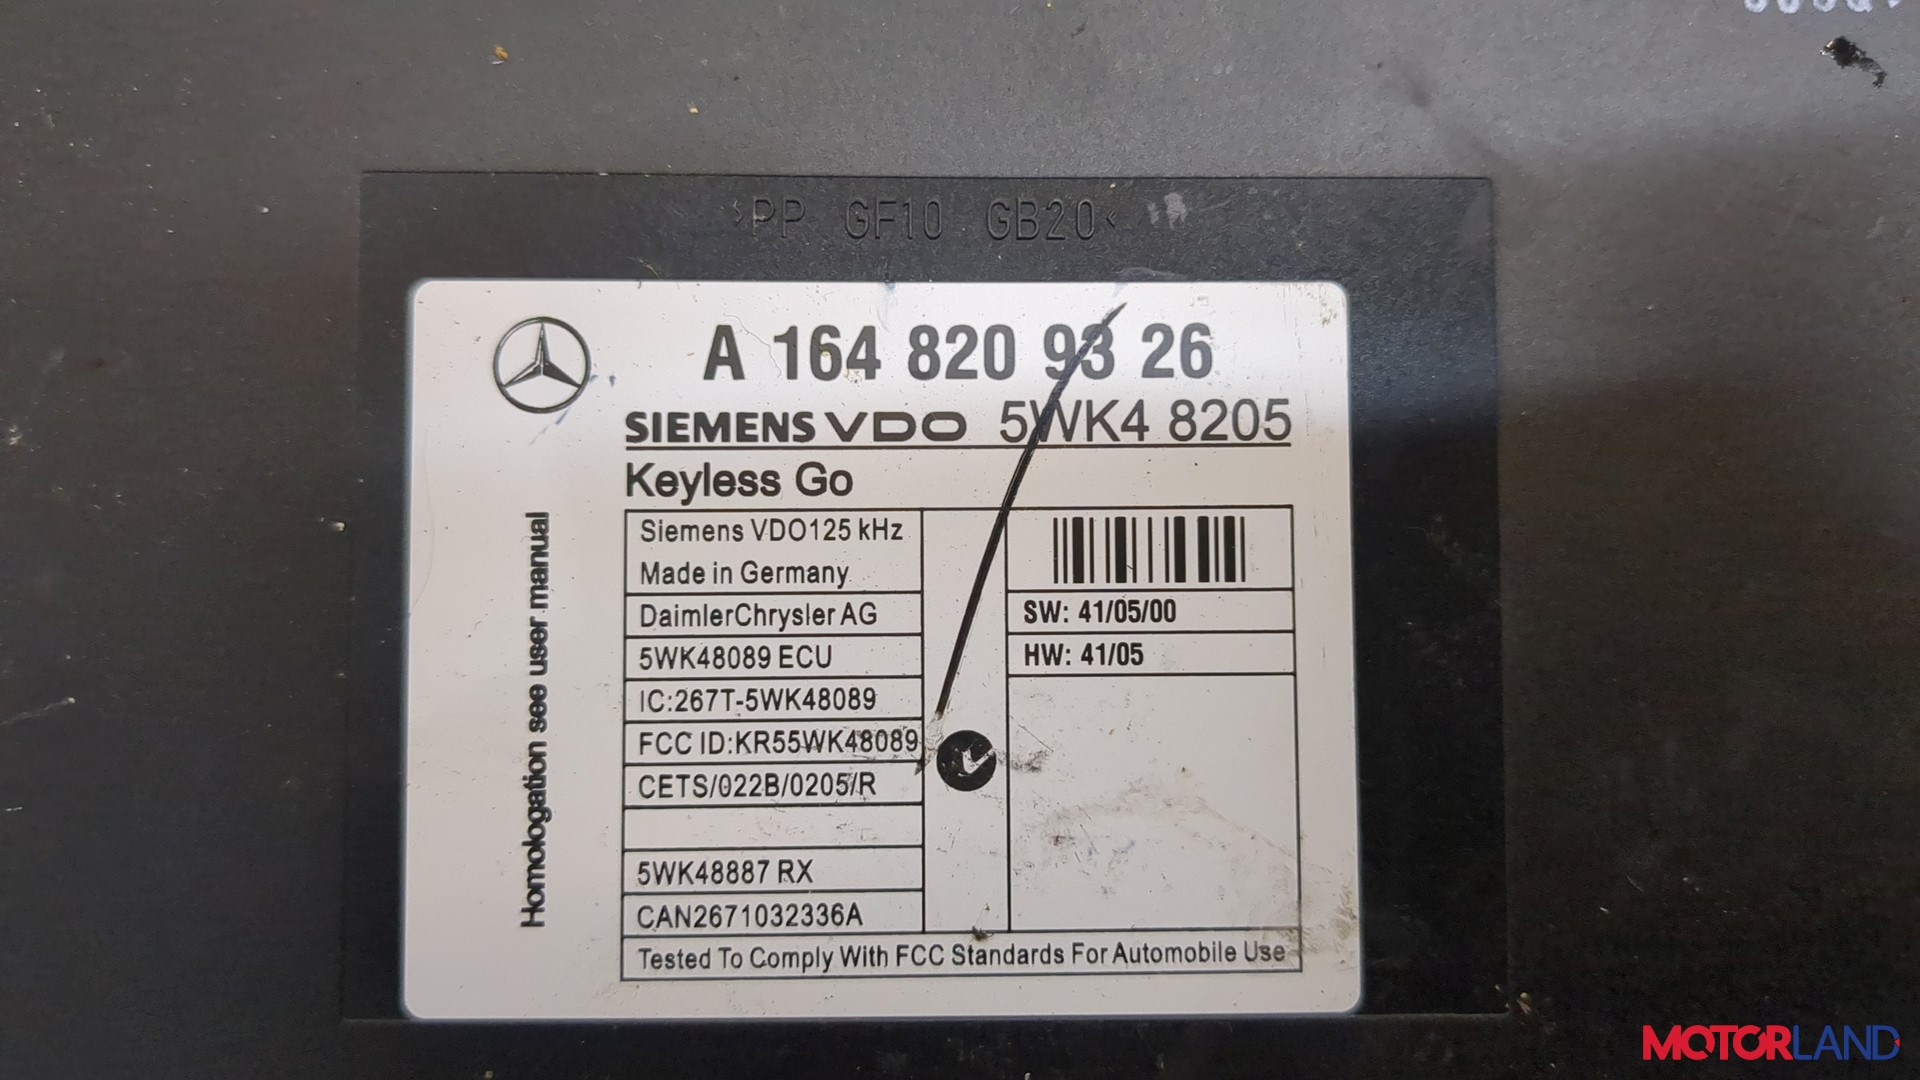 >PP GF10 GB20<
A 164 820 93 26
SIEMENS VDO 5WK4 8205
Keyless Go
Homologation see user manual
Siemens VDO125 kHz
Made in Germany
DaimlerChrysler AG
5WK48089 ECU
IC:267T-5WK48089
FCC ID:KR55WK48089
CETS/022B/0205/R
5WK48887 RX
CAN2671032336A
SW: 41/05/00
HW: 41/05
Tested To Comply With FCC Standards For Automobile Use
MOTORLAND